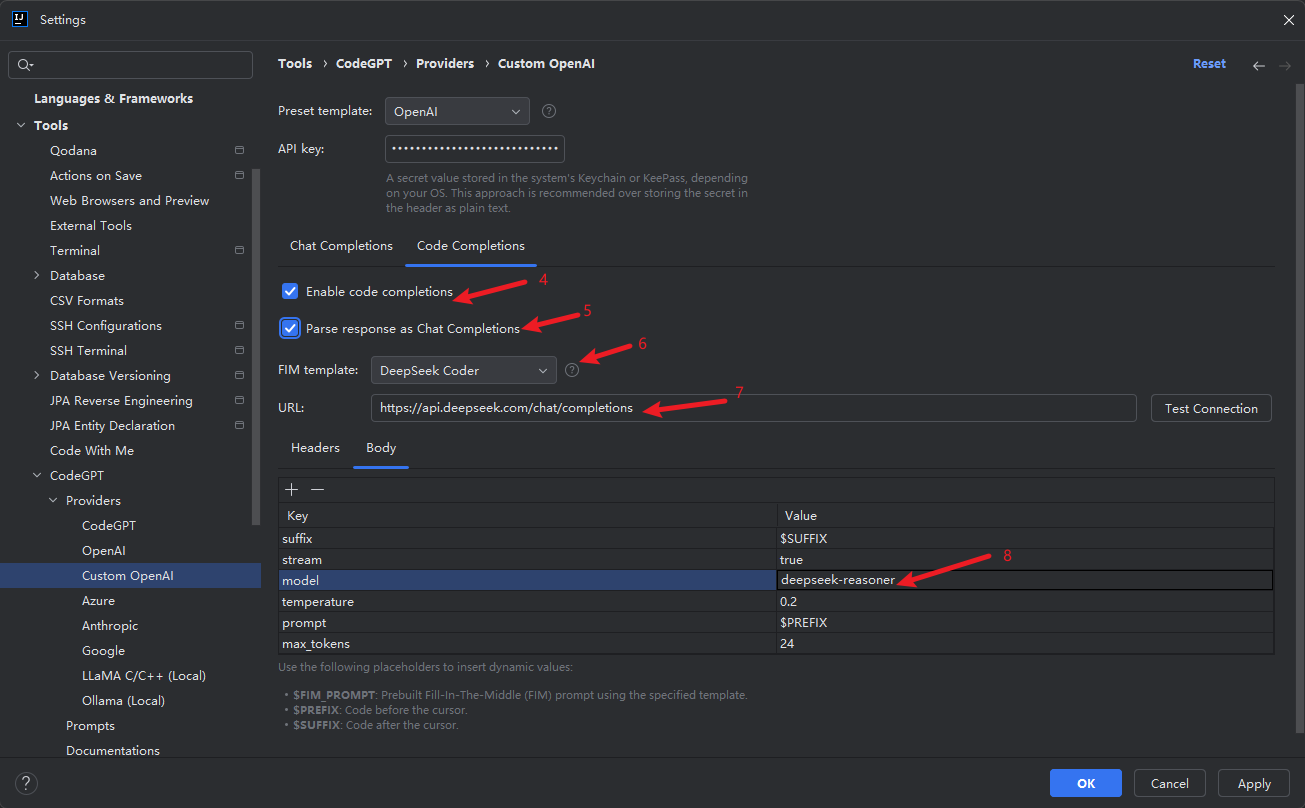 Settings
Tools › CodeGPT › Providers › Custom OpenAI
Reset
Languages & Frameworks
Tools
Qodana
Actions on Save
Web Browsers and Preview
External Tools
Terminal
Database
CSV Formats
SSH Configurations
SSH Terminal
Database Versioning
JPA Reverse Engineering
JPA Entity Declaration
Code With Me
CodeGPT
Providers
CodeGPT
OpenAI
Custom OpenAI
Azure
Anthropic
Google
LLaMA C/C++ (Local)
Ollama (Local)
Prompts
Documentations
Preset template: OpenAI ?
API key: ••••••••••••••••••••••••••••
A secret value stored in the system's Keychain or KeePass, depending
on your OS. This approach is recommended over storing the secret in
the header as plain text.
Chat Completions Code Completions
Enable code completions 4
Parse response as Chat Completions 5
FIM template: DeepSeek Coder ? 6
URL: https://api.deepseek.com/chat/completions 7 Test Connection
Headers Body
Key Value
suffix $SUFFIX
stream true
model deepseek-reasoner 8
temperature 0.2
prompt $PREFIX
max_tokens 24
Use the following placeholders to insert dynamic values:
• $FIM_PROMPT: Prebuilt Fill-In-The-Middle (FIM) prompt using the specified template.
• $PREFIX: Code before the cursor.
• $SUFFIX: Code after the cursor.
? OK Cancel Apply